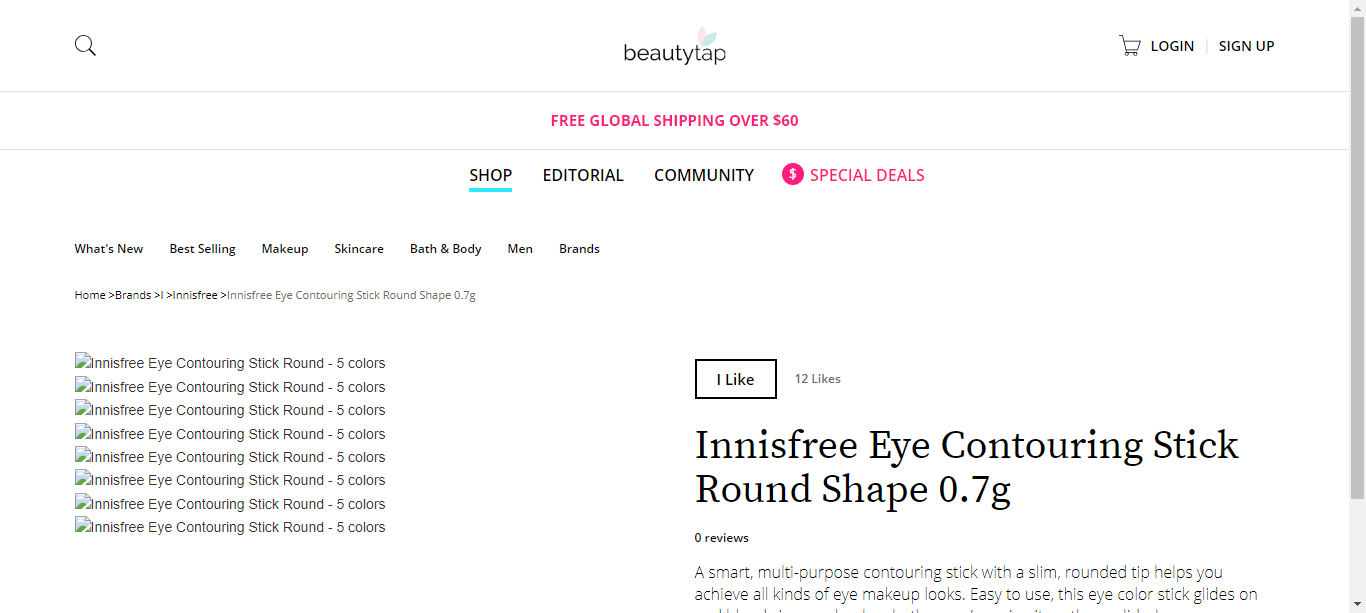 beautytap
LOGIN
SIGN UP
FREE GLOBAL SHIPPING OVER $60
SHOP
EDITORIAL
COMMUNITY
$ SPECIAL DEALS
What's New
Best Selling
Makeup
Skincare
Bath & Body
Men
Brands
Home >Brands >I >Innisfree >Innisfree Eye Contouring Stick Round Shape 0.7g
Innisfree Eye Contouring Stick Round - 5 colors
Innisfree Eye Contouring Stick Round - 5 colors
Innisfree Eye Contouring Stick Round - 5 colors
Innisfree Eye Contouring Stick Round - 5 colors
Innisfree Eye Contouring Stick Round - 5 colors
Innisfree Eye Contouring Stick Round - 5 colors
Innisfree Eye Contouring Stick Round - 5 colors
Innisfree Eye Contouring Stick Round - 5 colors
I Like
12 Likes
Innisfree Eye Contouring Stick
Round Shape 0.7g
0 reviews
A smart, multi-purpose contouring stick with a slim, rounded tip helps you
achieve all kinds of eye makeup looks. Easy to use, this eye color stick glides on